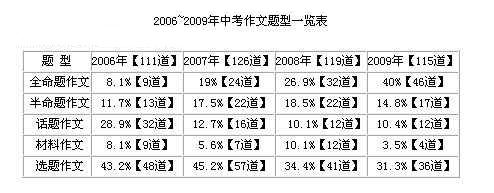 2006~2009年中考作文题型一览表
题 型 2006年【111道】 2007年【126道】 2008年【119道】 2009年【115道】
全命题作文 8.1%【9道】 19%【24道】 26.9%【32道】 40%【46道】
半命题作文 11.7%【13道】 17.5%【22道】 18.5%【22道】 14.8%【17道】
话题作文 28.9%【32道】 12.7%【16道】 10.1%【12道】 10.4%【12道】
材料作文 8.1%【9道】 5.6%【7道】 10.1%【12道】 3.5%【4道】
选题作文 43.2%【48道】 45.2%【57道】 34.4%【41道】 31.3%【36道】